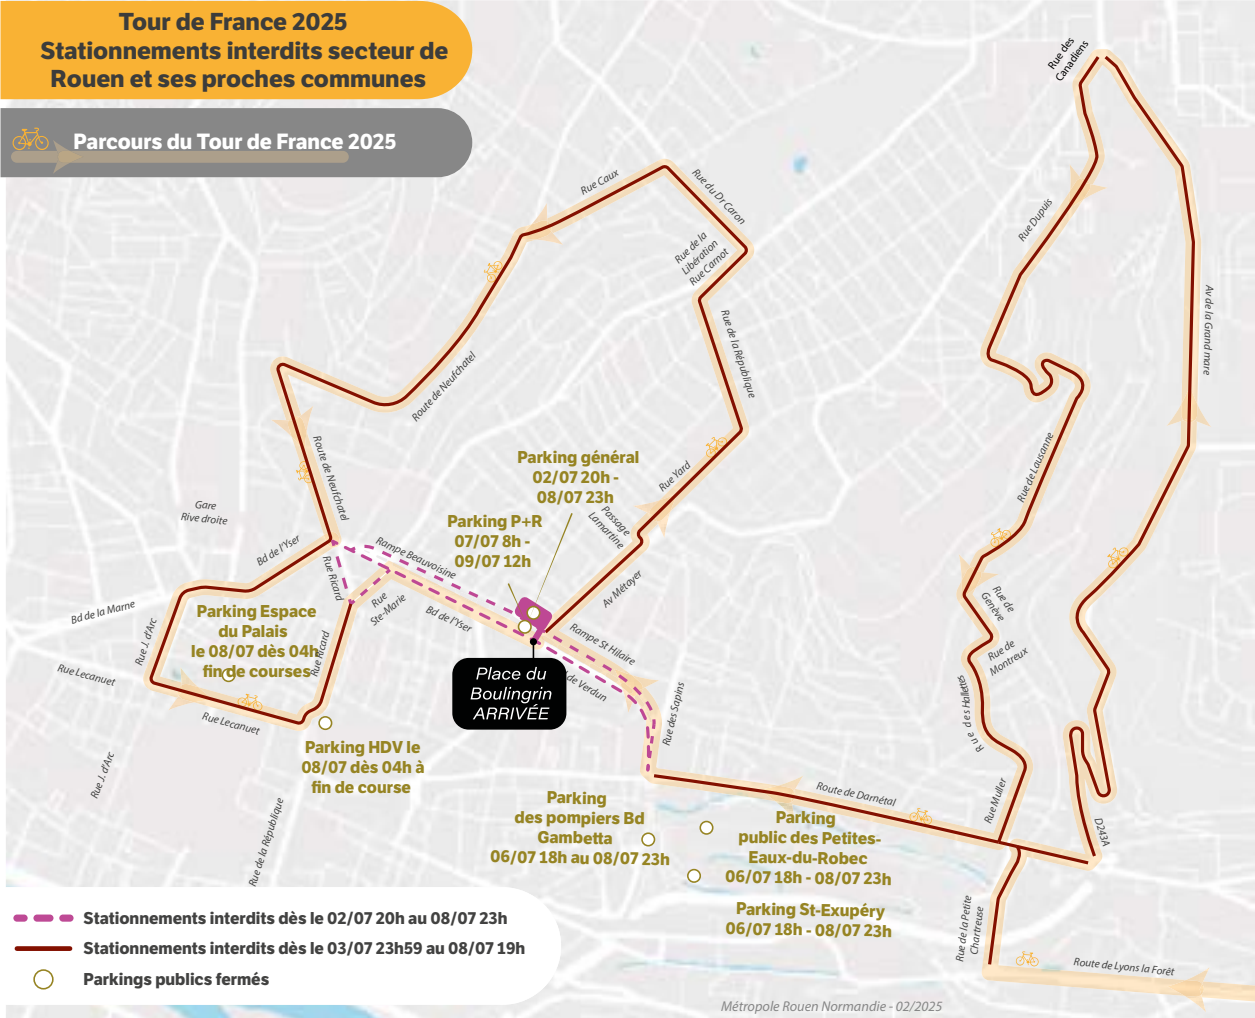 Tour de France 2025
Stationnements interdits secteur de
Rouen et ses proches communes
Parcours du Tour de France 2025
Rue des
Canadiens
Rue Caux
Rue du Dr Caron
Rue de la
Libération
Rue Carnot
Rue Dupuis
Av de la Grand mare
Rue de la République
Route de Neufchatel
Route de Neufchatel
Rue de Lausanne
Rue Yard
Passage
Lamartine
Parking général
02/07 20h -
08/07 23h
Parking P+R
07/07 8h -
09/07 12h
Gare
Rive droite
Bd de l'Yser
Rampe Beauvoisine
Rue Ricard
Rue
Ste-Marie
Bd de l'Yser
Av Métayer
Rue de
Genève
Rue de
Montreux
Bd de la Marne
Rue J. d'Arc
Parking Espace
du Palais
le 08/07 dès 04h
fin de courses
Rue Ricard
Rampe St Hilaire
de Verdun
Place du
Boulingrin
ARRIVÉE
Rue Lecanuet
Rue Lecanuet
Rue des Sapins
Rue des Hallettes
Parking HDV le
08/07 dès 04h à
fin de course
Rue J. d'Arc
Rue de la République
Route de Darnétal
Rue Muller
D243A
Parking
des pompiers Bd
Gambetta
06/07 18h au 08/07 23h
Parking
public des Petites-
Eaux-du-Robec
06/07 18h - 08/07 23h
Parking St-Exupéry
06/07 18h - 08/07 23h
Rue de la Petite
Chartreuse
Route de Lyons la Forêt
Stationnements interdits dès le 02/07 20h au 08/07 23h
Stationnements interdits dès le 03/07 23h59 au 08/07 19h
Parkings publics fermés
Métropole Rouen Normandie - 02/2025